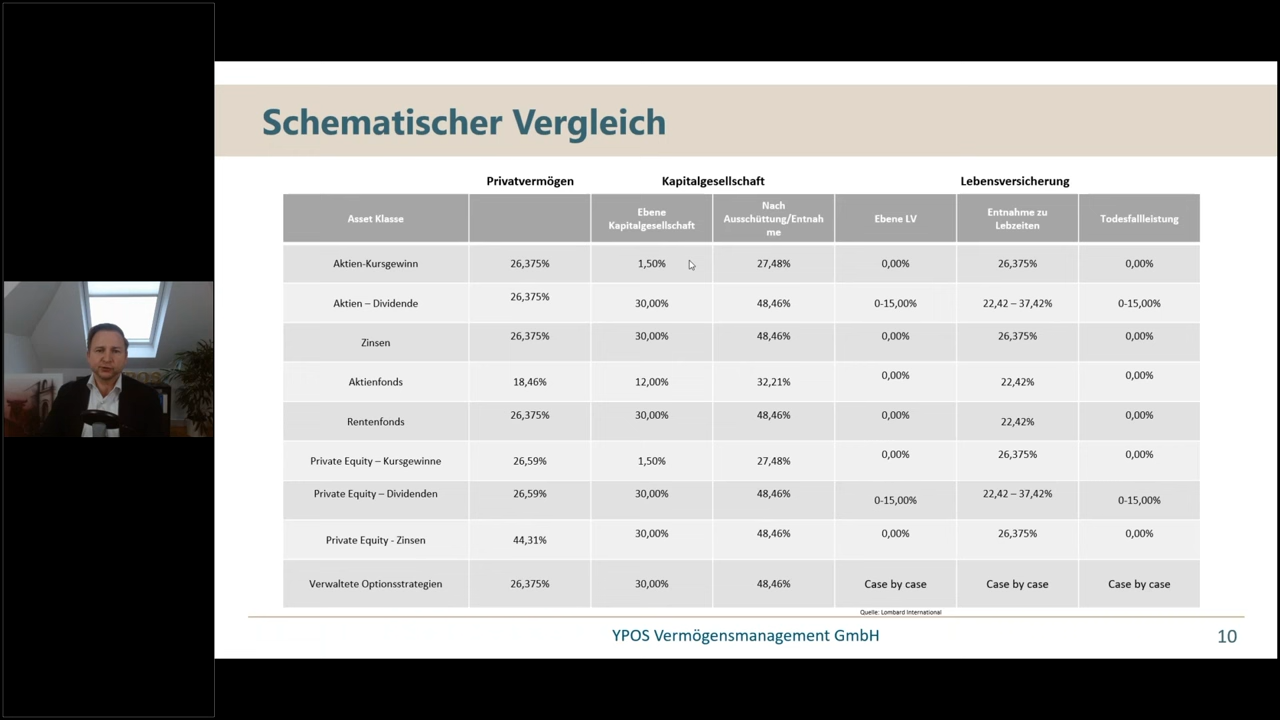 Schematischer Vergleich
Privatvermögen Kapitalgesellschaft Lebensversicherung
Asset Klasse Ebene Kapitalgesellschaft Nach Ausschüttung/Entnahme Ebene LV Entnahme zu Lebzeiten Todesfallleistung
Aktien-Kursgewinn 26,375% 1,50% 27,48% 0,00% 26,375% 0,00%
Aktien – Dividende 26,375% 30,00% 48,46% 0-15,00% 22,42 – 37,42% 0-15,00%
Zinsen 26,375% 30,00% 48,46% 0,00% 26,375% 0,00%
Aktienfonds 18,46% 12,00% 32,21% 0,00% 22,42% 0,00%
Rentenfonds 26,375% 30,00% 48,46% 0,00% 22,42% 0,00%
Private Equity – Kursgewinne 26,59% 1,50% 27,48% 0,00% 26,375% 0,00%
Private Equity – Dividenden 26,59% 30,00% 48,46% 0-15,00% 22,42 – 37,42% 0-15,00%
Private Equity - Zinsen 44,31% 30,00% 48,46% 0,00% 26,375% 0,00%
Verwaltete Optionsstrategien 26,375% 30,00% 48,46% Case by case Case by case Case by case
Quelle: Lombard International
YPOS Vermögensmanagement GmbH 10